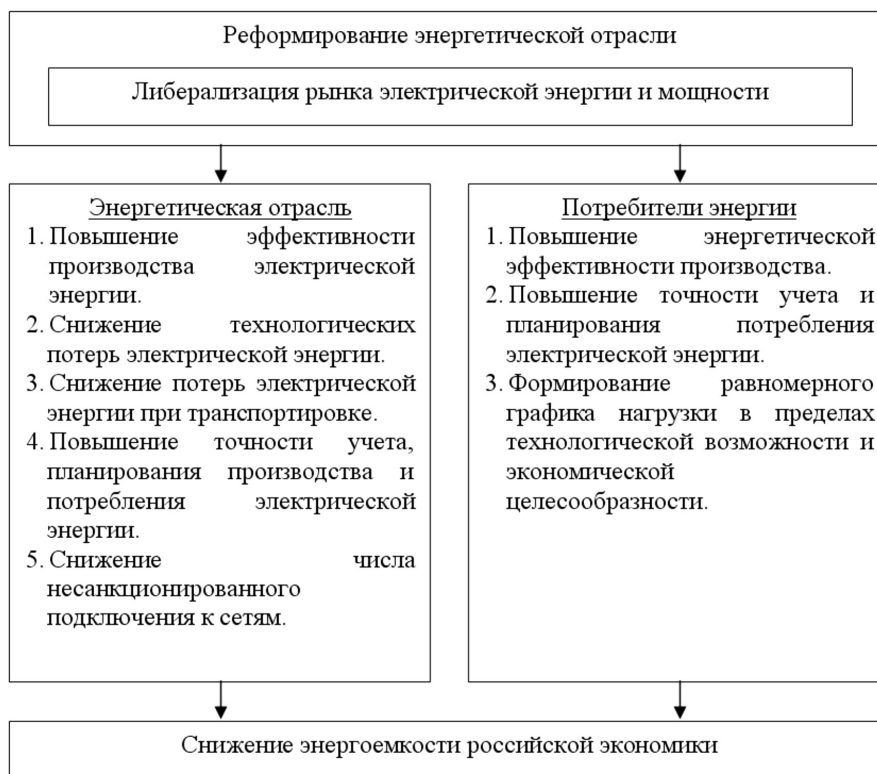 Реформирование энергетической отрасли
Либерализация рынка электрической энергии и мощности
Энергетическая отрасль
1. Повышение эффективности
производства электрической
энергии.
2. Снижение технологических
потерь электрической энергии.
3. Снижение потерь электрической
энергии при транспортировке.
4. Повышение точности учета,
планирования производства и
потребления электрической
энергии.
5. Снижение числа
несанкционированного
подключения к сетям.
Потребители энергии
1. Повышение энергетической
эффективности производства.
2. Повышение точности учета и
планирования потребления
электрической энергии.
3. Формирование равномерного
графика нагрузки в пределах
технологической возможности и
экономической
целесообразности.
Снижение энергоемкости российской экономики